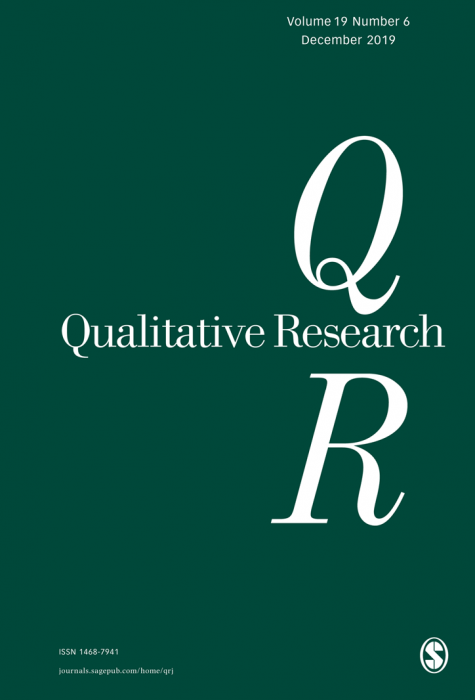 Volume 19 Number 6
December 2019
Q
Qualitative Research
R
ISSN 1468-7941
journals.sagepub.com/home/qrj
S